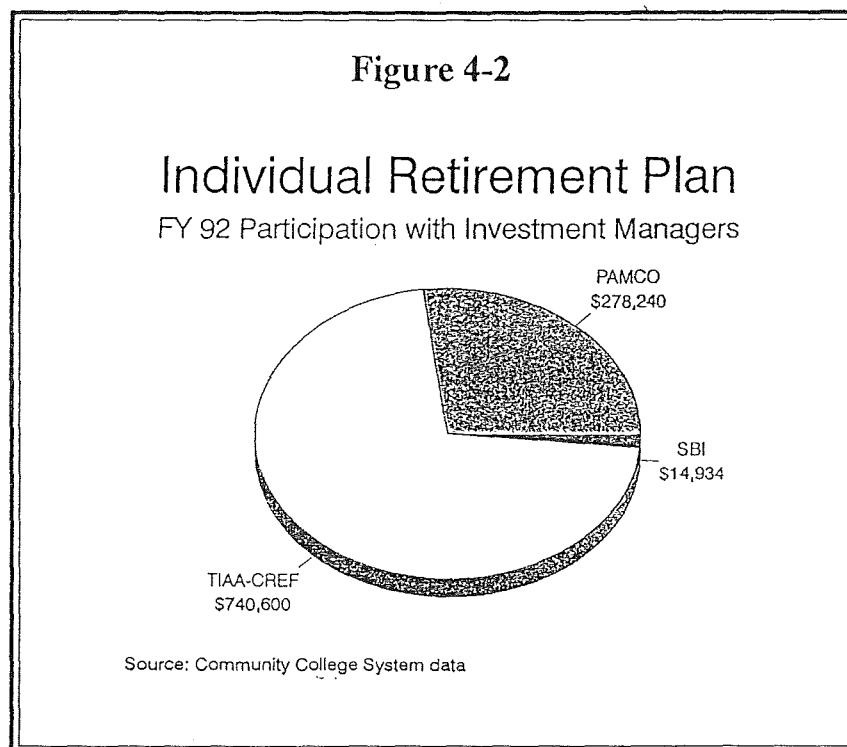 Figure 4-2
Individual Retirement Plan
FY 92 Participation with Investment Managers
PAMCO
$278,240
SBI
$14,934
TIAA-CREF
$740,600
Source: Community College System data